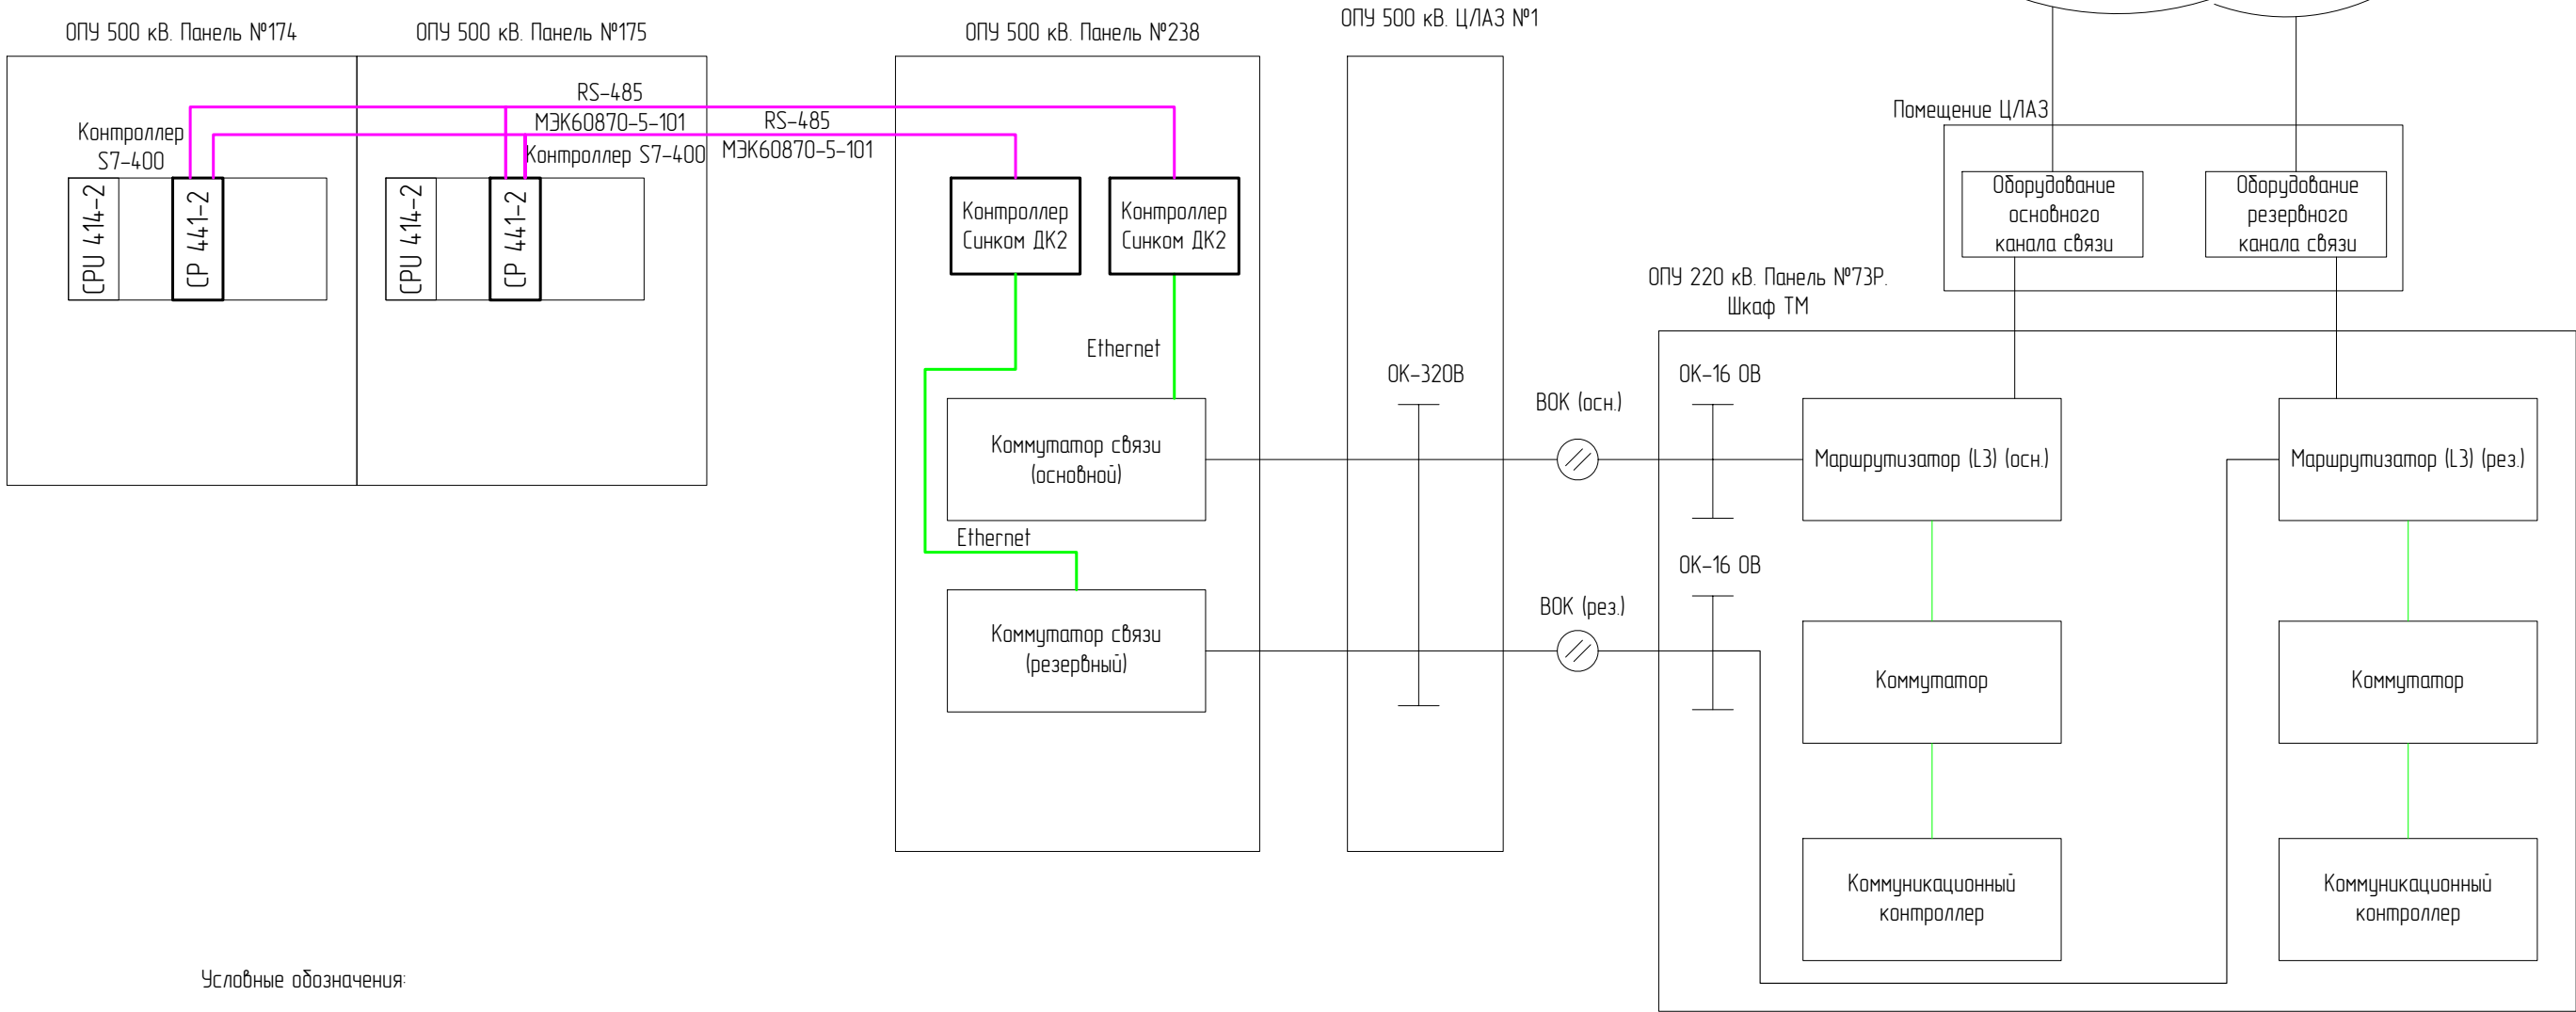 ОПУ 500 кВ. Панель №174
ОПУ 500 кВ. Панель №175
ОПУ 500 кВ. Панель №238
ОПУ 500 кВ. ЦЛАЗ №1
RS-485
МЭК60870-5-101
RS-485
МЭК60870-5-101
Контроллер
S7-400
Контроллер S7-400
CPU 414-2
CP 441-2
CPU 414-2
CP 441-2
Контроллер
Синком ДК2
Контроллер
Синком ДК2
Ethernet
Коммутатор связи
(основной)
Ethernet
Коммутатор связи
(резервный)
ОК-32ОВ
ВОК (осн.)
ВОК (рез.)
Помещение ЦЛАЗ
Оборудование
основного
канала связи
Оборудование
резервного
канала связи
ОПУ 220 кВ. Панель №73Р.
Шкаф ТМ
ОК-16 ОВ
ОК-16 ОВ
Маршрутизатор (L3) (осн.)
Маршрутизатор (L3) (рез.)
Коммутатор
Коммутатор
Коммуникационный
контроллер
Коммуникационный
контроллер
Условные обозначения: